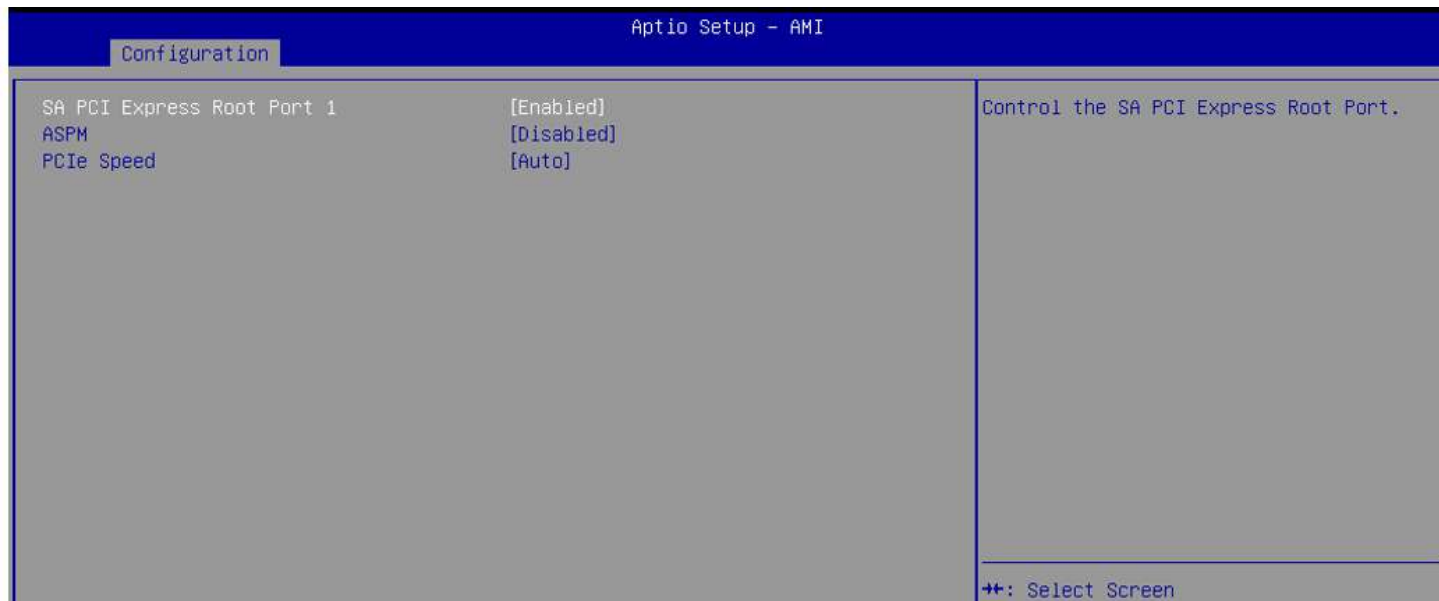 Aptio Setup – AMI
Configuration
SA PCI Express Root Port 1 [Enabled]
ASPM [Disabled]
PCIe Speed [Auto]
Control the SA PCI Express Root Port.
→←: Select Screen